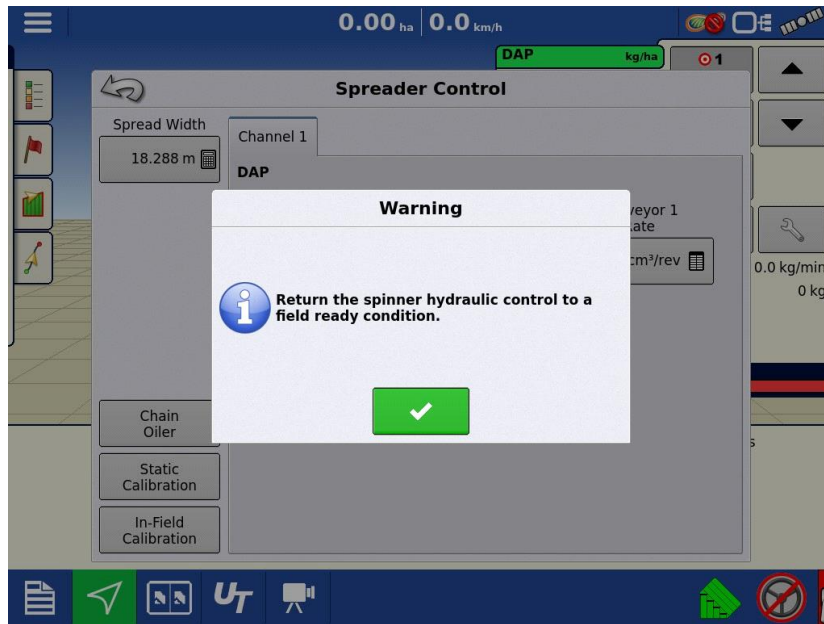 0.00 ha 0.0 km/h
DAP kg/ha
1
Spreader Control
Spread Width
18.288 m
Channel 1
DAP
Warning
veyor 1
cm³/rev
Return the spinner hydraulic control to a
field ready condition.
0.0 kg/min
0 kg
Chain
Oiler
Static
Calibration
In-Field
Calibration
UT